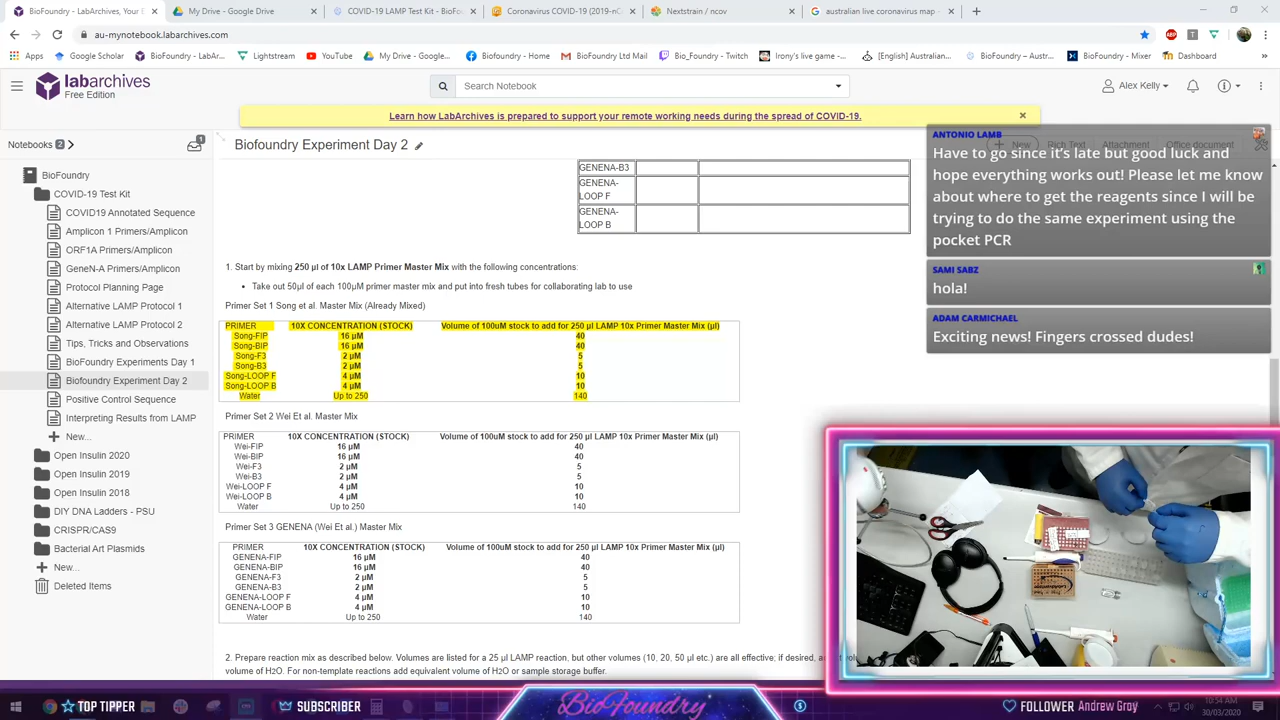 BioFoundry | LabArchives, Your El
My Drive - Google Drive
COVID-19 LAMP Test Kit - BioFou
Coronavirus COVID-19 (2019-nCo
Nextstrain / ncov
australian live coronavirus map -
au-mynotebook.labarchives.com
Apps
Google Scholar
BioFoundry - LabAr...
Lightstream
YouTube
My Drive - Google...
Biofoundry - Home
BioFoundry Ltd Mail
Bio_Foundry - Twitch
Irony's live game -...
[English] Australian...
BioFoundry – Austr...
BioFoundry - Mixer
Dashboard
labarchives
Free Edition
Search Notebook
Alex Kelly
Learn how LabArchives is prepared to support your remote working needs during the spread of COVID-19.
Notebooks 2
1
Biofoundry Experiment Day 2
New
Rich Text
Attachment
Office document
BioFoundry
COVID-19 Test Kit
COVID19 Annotated Sequence
Amplicon 1 Primers/Amplicon
ORF1A Primers/Amplicon
GeneN-A Primers/Amplicon
Protocol Planning Page
Alternative LAMP Protocol 1
Alternative LAMP Protocol 2
Tips, Tricks and Observations
BioFoundry Experiments Day 1
Biofoundry Experiment Day 2
Positive Control Sequence
Interpreting Results from LAMP
New...
Open Insulin 2020
Open Insulin 2019
Open Insulin 2018
DIY DNA Ladders - PSU
CRISPR/CAS9
Bacterial Art Plasmids
New...
Deleted Items
GENENA-B3
GENENA-
LOOP F
GENENA-
LOOP B
1. Start by mixing 250 µl of 10x LAMP Primer Master Mix with the following concentrations:
Take out 50µl of each 100µM primer master mix and put into fresh tubes for collaborating lab to use
Primer Set 1 Song et al. Master Mix (Already Mixed)
PRIMER 10X CONCENTRATION (STOCK) Volume of 100uM stock to add for 250 µl LAMP 10x Primer Master Mix (µl)
Song-FIP 16 µM 40
Song-BIP 16 µM 40
Song-F3 2 µM 5
Song-B3 2 µM 5
Song-LOOP F 4 µM 10
Song-LOOP B 4 µM 10
Water Up to 250 140
Primer Set 2 Wei Et al. Master Mix
PRIMER 10X CONCENTRATION (STOCK) Volume of 100uM stock to add for 250 µl LAMP 10x Primer Master Mix (µl)
Wei-FIP 16 µM 40
Wei-BIP 16 µM 40
Wei-F3 2 µM 5
Wei-B3 2 µM 5
Wei-LOOP F 4 µM 10
Wei-LOOP B 4 µM 10
Water Up to 250 140
Primer Set 3 GENENA (Wei Et al.) Master Mix
PRIMER 10X CONCENTRATION (STOCK) Volume of 100uM stock to add for 250 µl LAMP 10x Primer Master Mix (µl)
GENENA-FIP 16 µM 40
GENENA-BIP 16 µM 40
GENENA-F3 2 µM 5
GENENA-B3 2 µM 5
GENENA-LOOP F 4 µM 10
GENENA-LOOP B 4 µM 10
Water Up to 250 140
2. Prepare reaction mix as described below. Volumes are listed for a 25 µl LAMP reaction, but other volumes (10, 20, 50 µl etc.) are all effective; if desired,
volume of H2O). For non-template reactions add equivalent volume of H2O or sample storage buffer.
ANTONIO LAMB
Have to go since it's late but good luck and
hope everything works out! Please let me know
about where to get the reagents since I will be
trying to do the same experiment using the
pocket PCR
SAMI SABZ
hola!
ADAM CARMICHAEL
Exciting news! Fingers crossed dudes!
TOP TIPPER
SUBSCRIBER
BioFoundry
FOLLOWER Andrew Gray
10:54 AM
30/03/2020